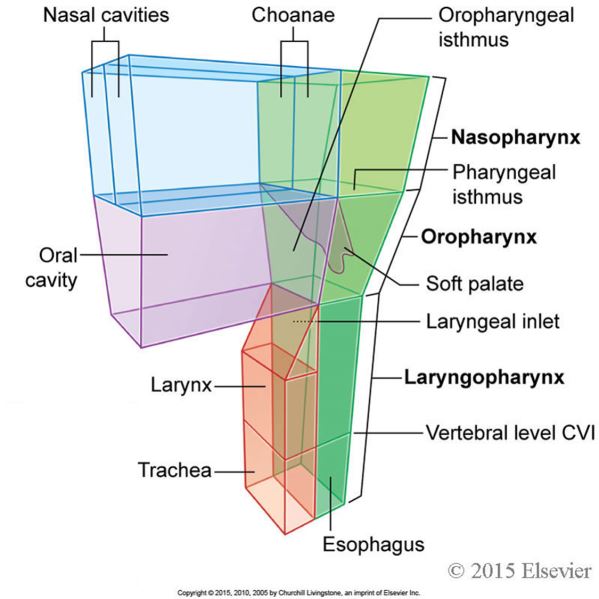 Nasal cavities
Choanae
Oropharyngeal
isthmus
Nasopharynx
Pharyngeal
isthmus
Oropharynx
Oral
cavity
Soft palate
Laryngeal inlet
Larynx
Laryngopharynx
Vertebral level CVI
Trachea
Esophagus
© 2015 Elsevier
Copyright © 2015, 2010, 2005 by Churchill Livingstone, an imprint of Elsevier Inc.